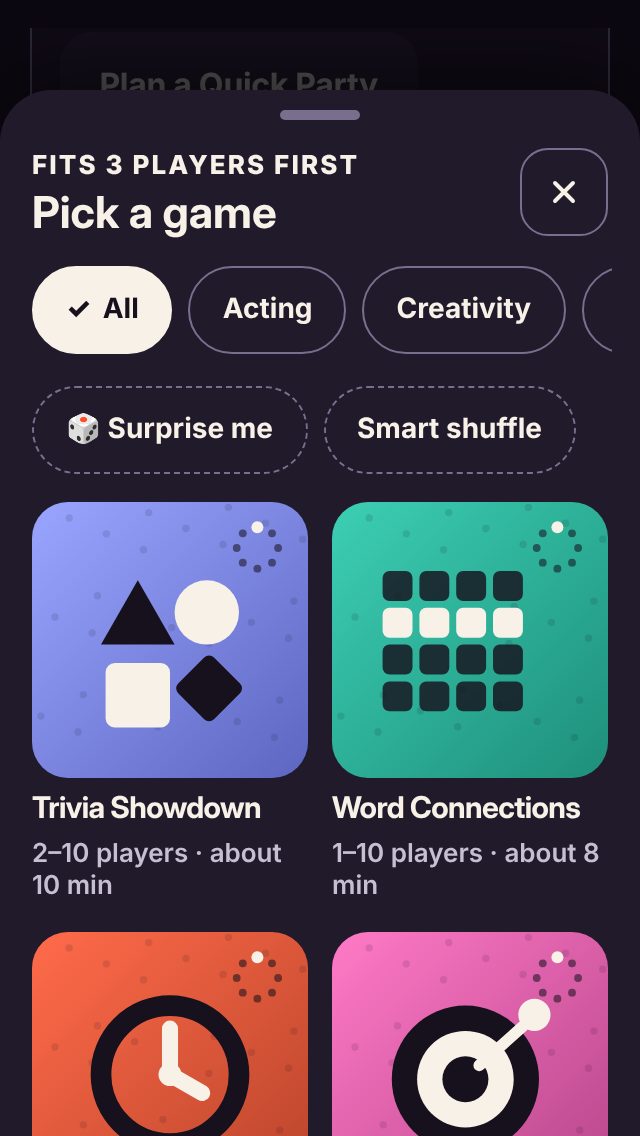 Plan a Quick Party
FITS 3 PLAYERS FIRST
Pick a game
All
Acting
Creativity
Surprise me
Smart shuffle
Trivia Showdown
Word Connections
2–10 players · about
10 min
1–10 players · about 8
min